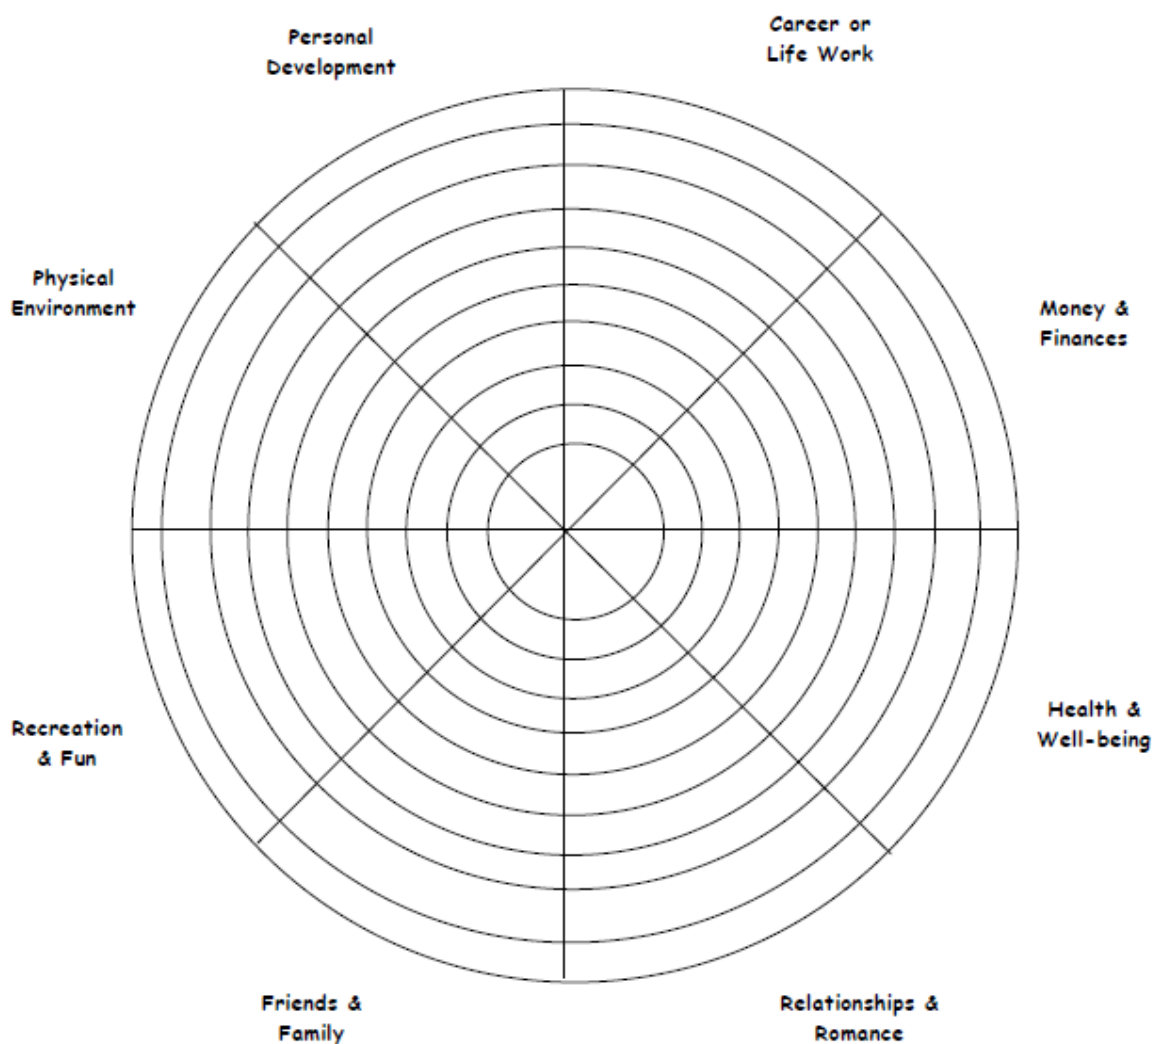 Career or
Life Work
Personal
Development
Physical
Environment
Money &
Finances
Health &
Well-being
Recreation
& Fun
Friends &
Family
Relationships &
Romance